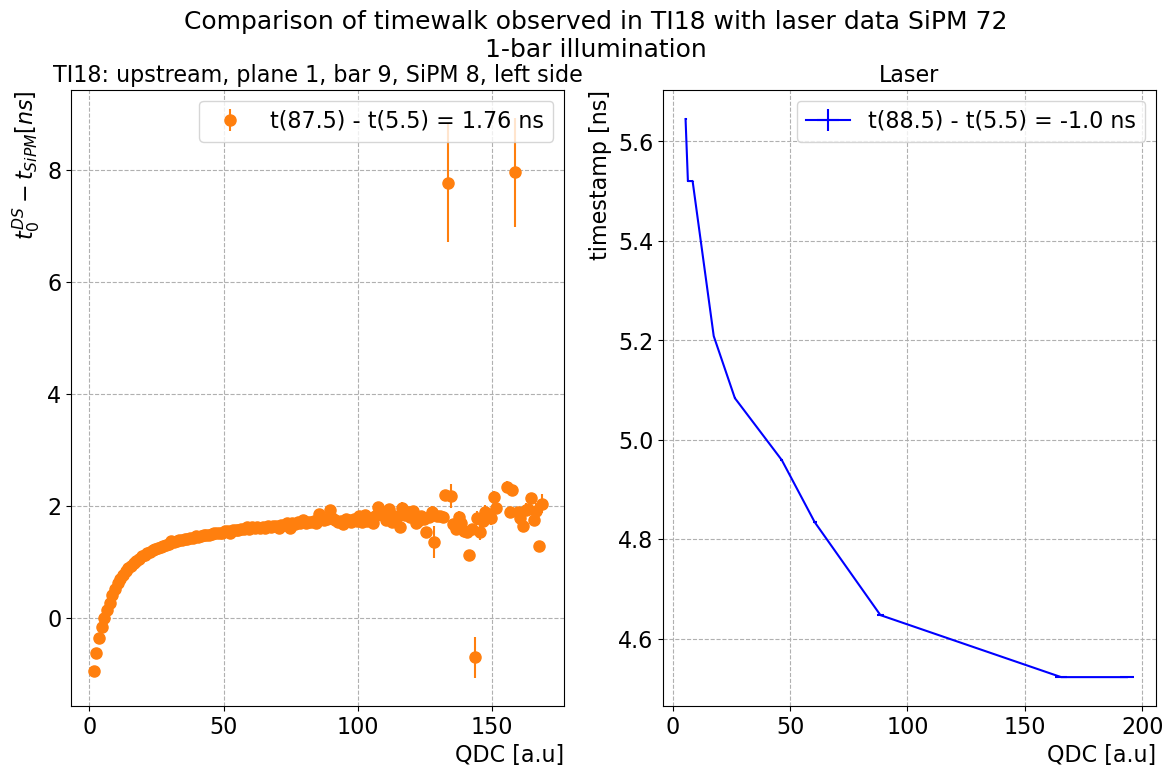 Comparison of timewalk observed in TI18 with laser data SiPM 72
1-bar illumination
TI18: upstream, plane 1, bar 9, SiPM 8, left side
t(87.5) - t(5.5) = 1.76 ns
t_0^{DS} − t_{SiPM}[ns]
8
6
4
2
0
0 50 100 150
QDC [a.u]
Laser
t(88.5) - t(5.5) = -1.0 ns
timestamp [ns]
5.6
5.4
5.2
5.0
4.8
4.6
0 50 100 150 200
QDC [a.u]